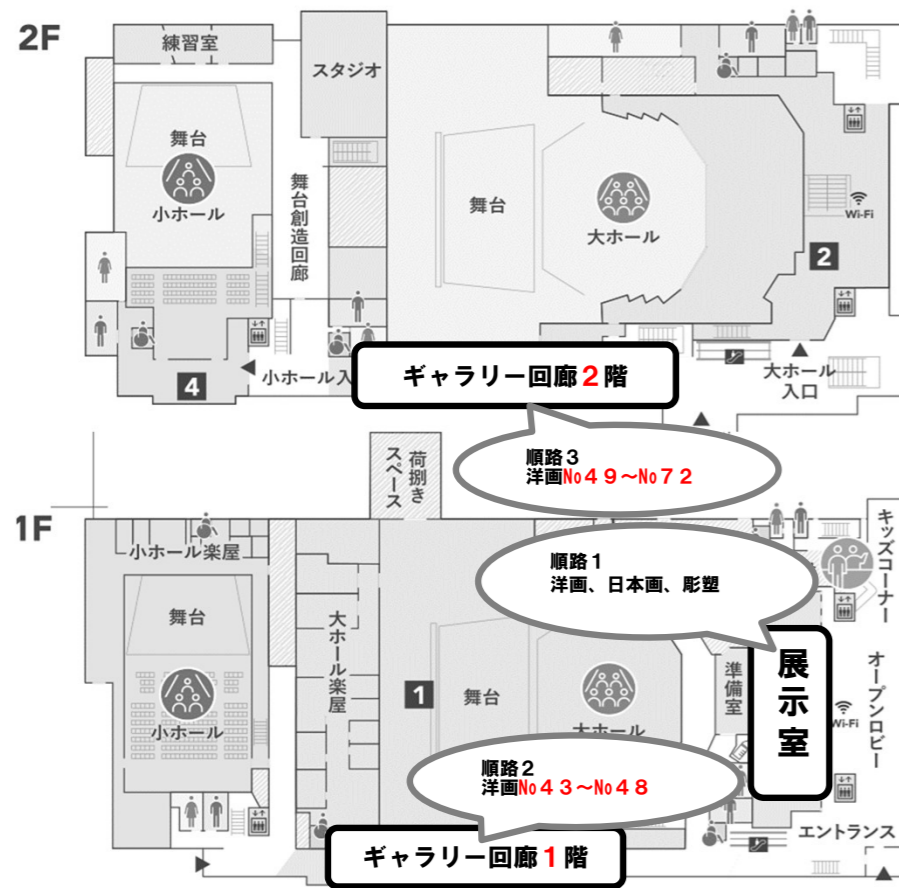 2F
練習室
スタジオ
舞台
小ホール
舞台創造回廊
舞台
大ホール
Wi-Fi
2
4
小ホール入
大ホール
入口
ギャラリー回廊2階
順路3
洋画№49~№72
荷捌き
スペース
1F
小ホール楽屋
キッズコーナー
順路1
洋画、日本画、彫塑
舞台
小ホール
大ホール楽屋
1
舞台
大ホール
準備室
展示室
Wi-Fi
オープンロビー
順路2
洋画№43~№48
エントランス
ギャラリー回廊1階